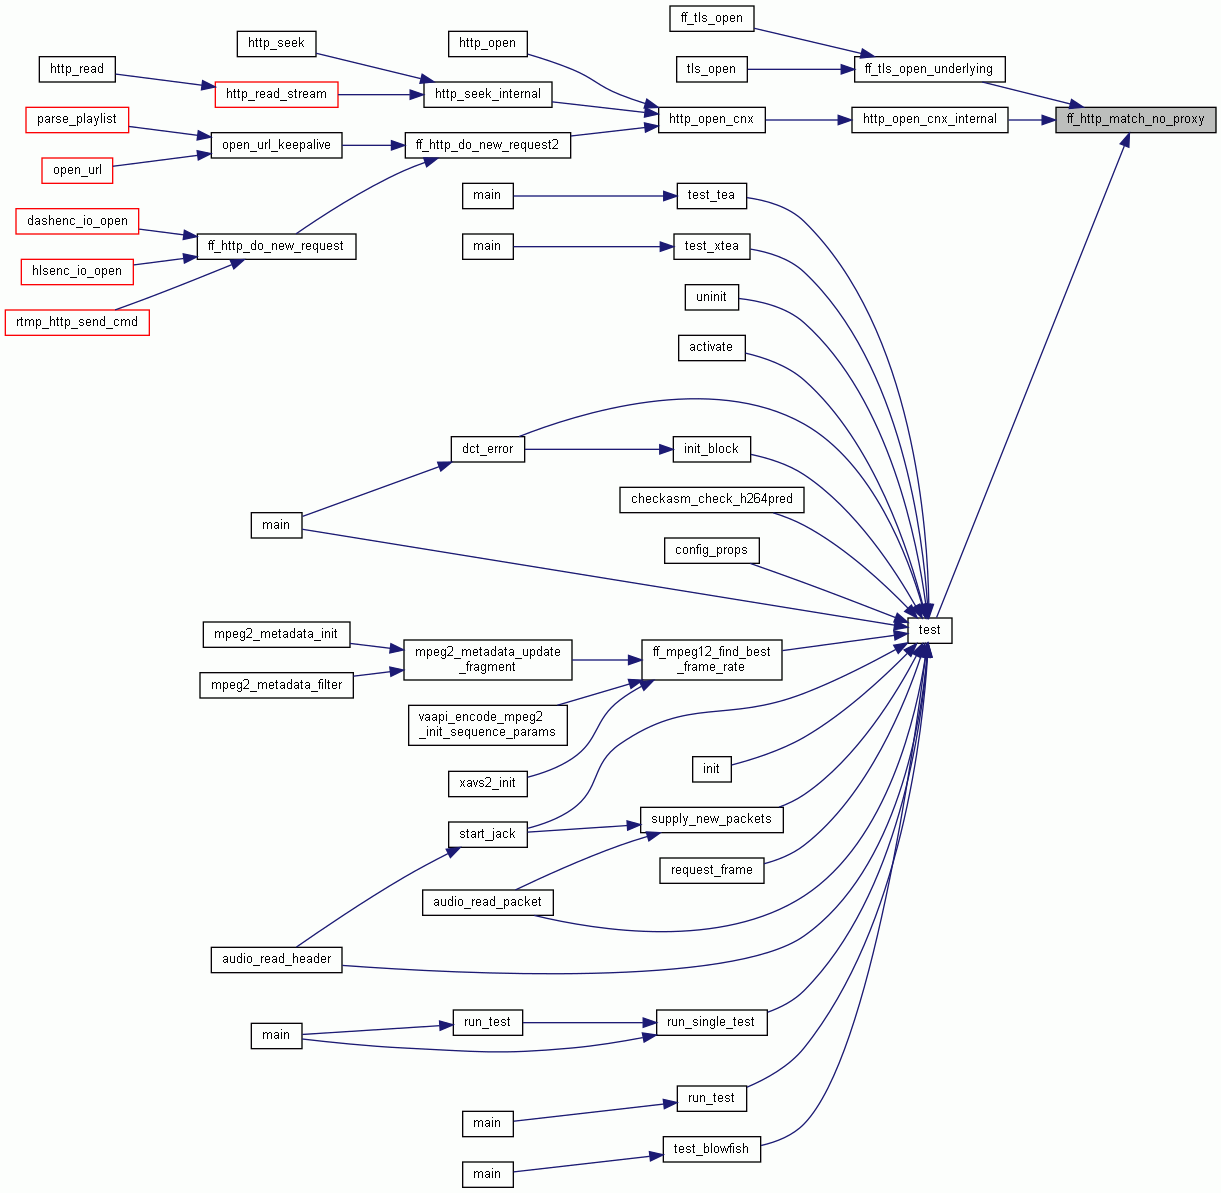 ff_tls_open
http_seek
http_open
http_read
tls_open
ff_tls_open_underlying
http_read_stream
http_seek_internal
parse_playlist
http_open_cnx
http_open_cnx_internal
ff_http_match_no_proxy
open_url_keepalive
ff_http_do_new_request2
open_url
main
test_tea
dashenc_io_open
ff_http_do_new_request
main
test_xtea
hlsenc_io_open
uninit
rtmp_http_send_cmd
activate
dct_error
init_block
checkasm_check_h264pred
main
config_props
test
mpeg2_metadata_init
mpeg2_metadata_update
_fragment
ff_mpeg12_find_best
_frame_rate
mpeg2_metadata_filter
vaapi_encode_mpeg2
_init_sequence_params
init
xavs2_init
supply_new_packets
start_jack
request_frame
audio_read_packet
audio_read_header
run_test
run_single_test
main
run_test
main
test_blowfish
main